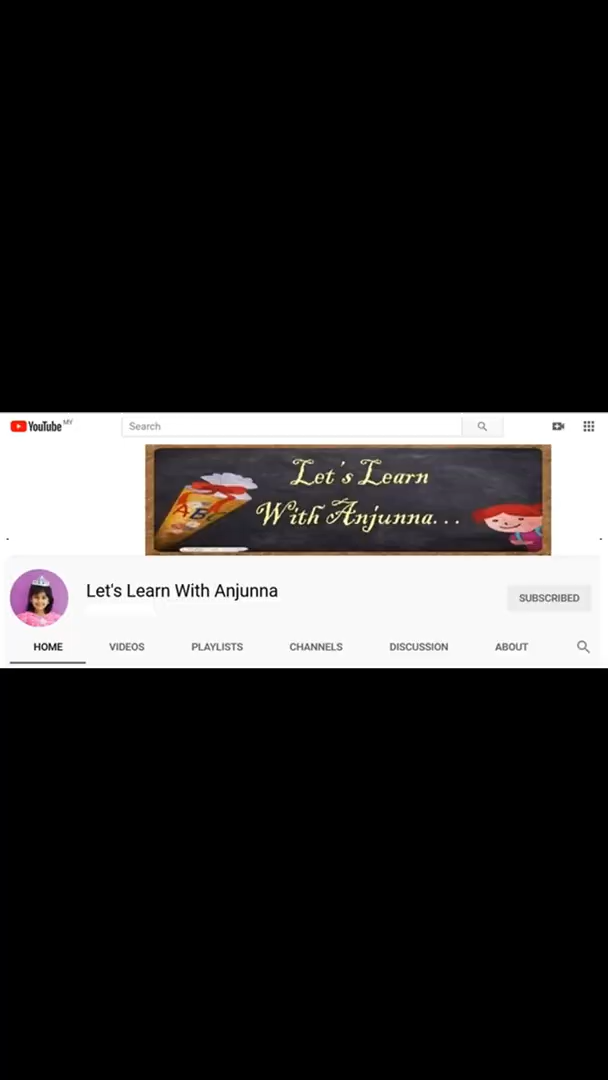 YouTube MY
Search
Let's Learn
With Anjunna...
ABC
Let's Learn With Anjunna
SUBSCRIBED
HOME VIDEOS PLAYLISTS CHANNELS DISCUSSION ABOUT